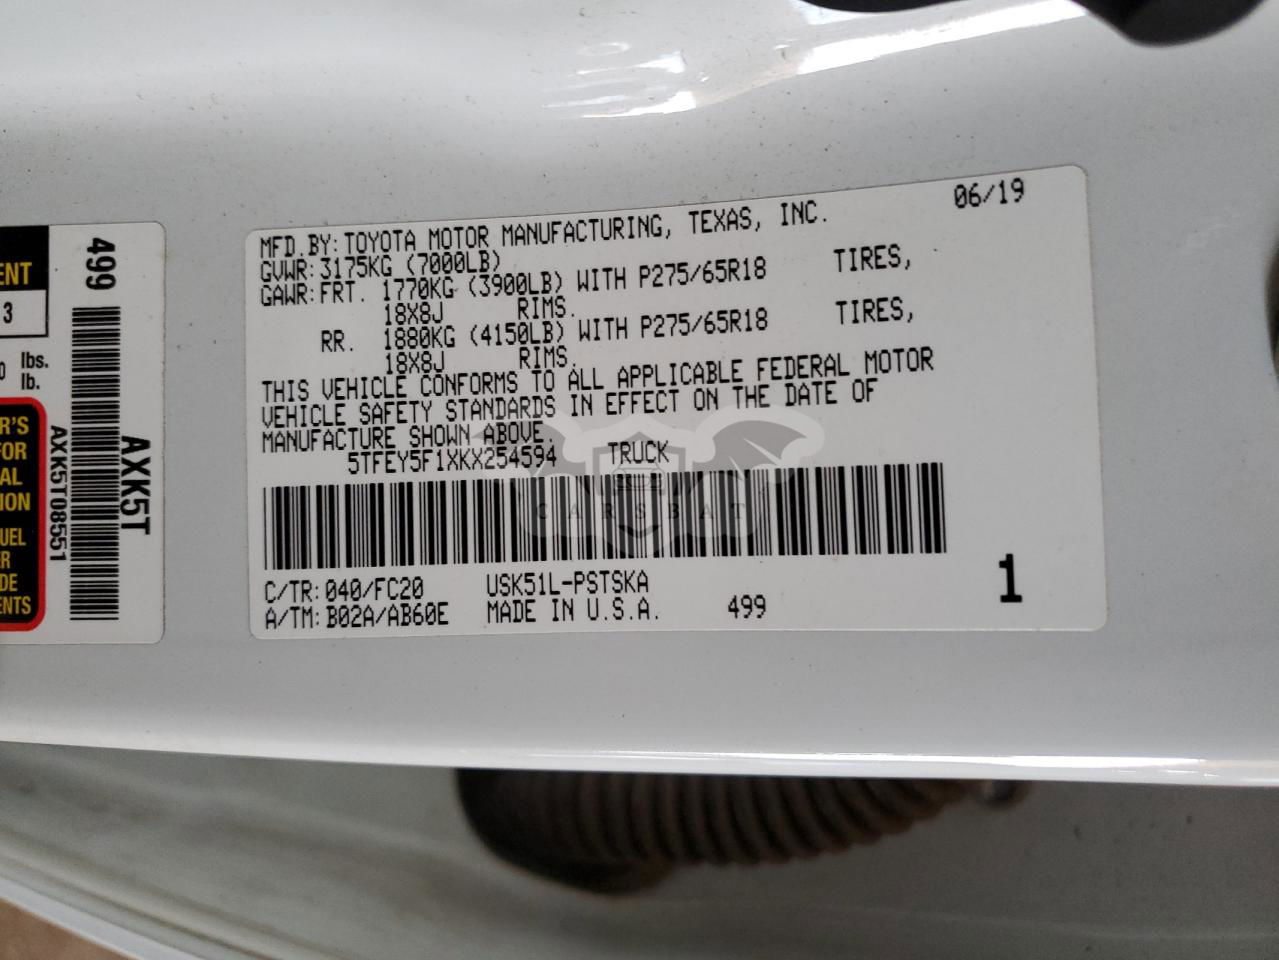 ENT
3
0 lbs.
lb.
R'S
FOR
AL
ION
UEL
R
DE
ENTS
499
AXK5T
AXK5T08551
06/19
MFD.BY:TOYOTA MOTOR MANUFACTURING, TEXAS, INC.
GVWR:3175KG (7000LB)
GAWR:FRT. 1770KG (3900LB) WITH P275/65R18 TIRES,
18X8J RIMS.
RR. 1880KG (4150LB) WITH P275/65R18 TIRES,
18X8J RIMS.
THIS VEHICLE CONFORMS TO ALL APPLICABLE FEDERAL MOTOR
VEHICLE SAFETY STANDARDS IN EFFECT ON THE DATE OF
MANUFACTURE SHOWN ABOVE.
5TFEY5F1XKX254594 TRUCK
CARSBAT
C/TR:040/FC20 USK51L-PSTSKA
A/TM:B02A/AB60E MADE IN U.S.A. 499
1